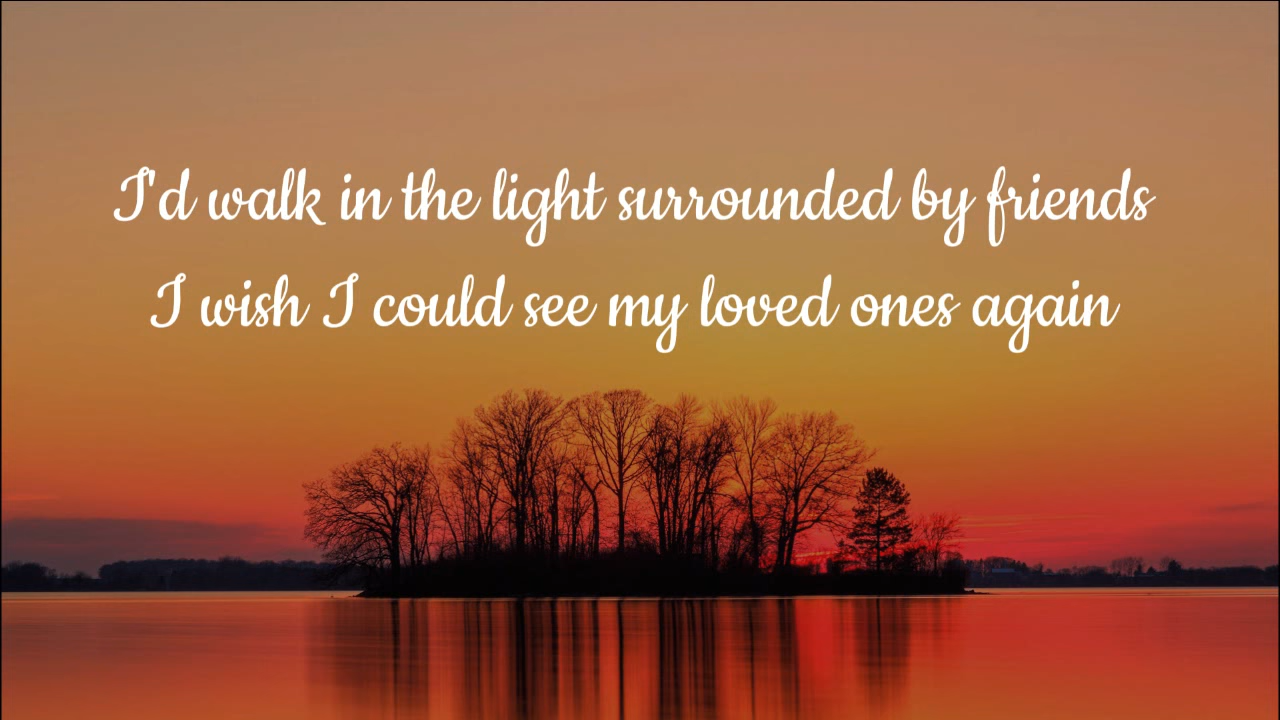 I'd walk in the light surrounded by friends
I wish I could see my loved ones again